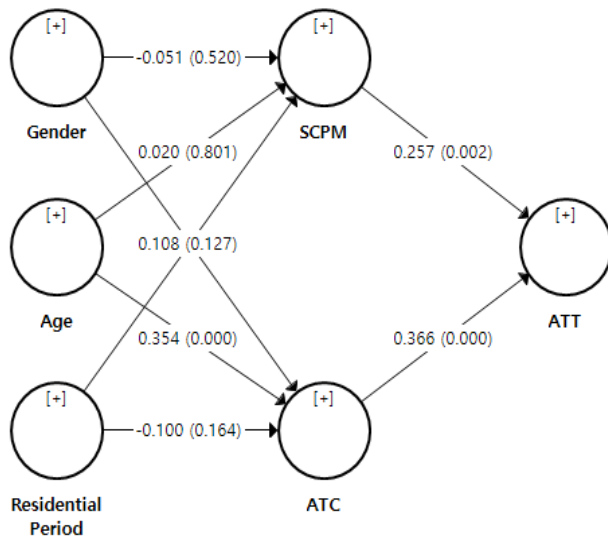 [+]
[+]
-0.051 (0.520)
Gender
SCPM
0.020 (0.801)
0.257 (0.002)
[+]
[+]
0.108 (0.127)
Age
ATT
0.354 (0.000)
0.366 (0.000)
[+]
[+]
-0.100 (0.164)
Residential
Period
ATC